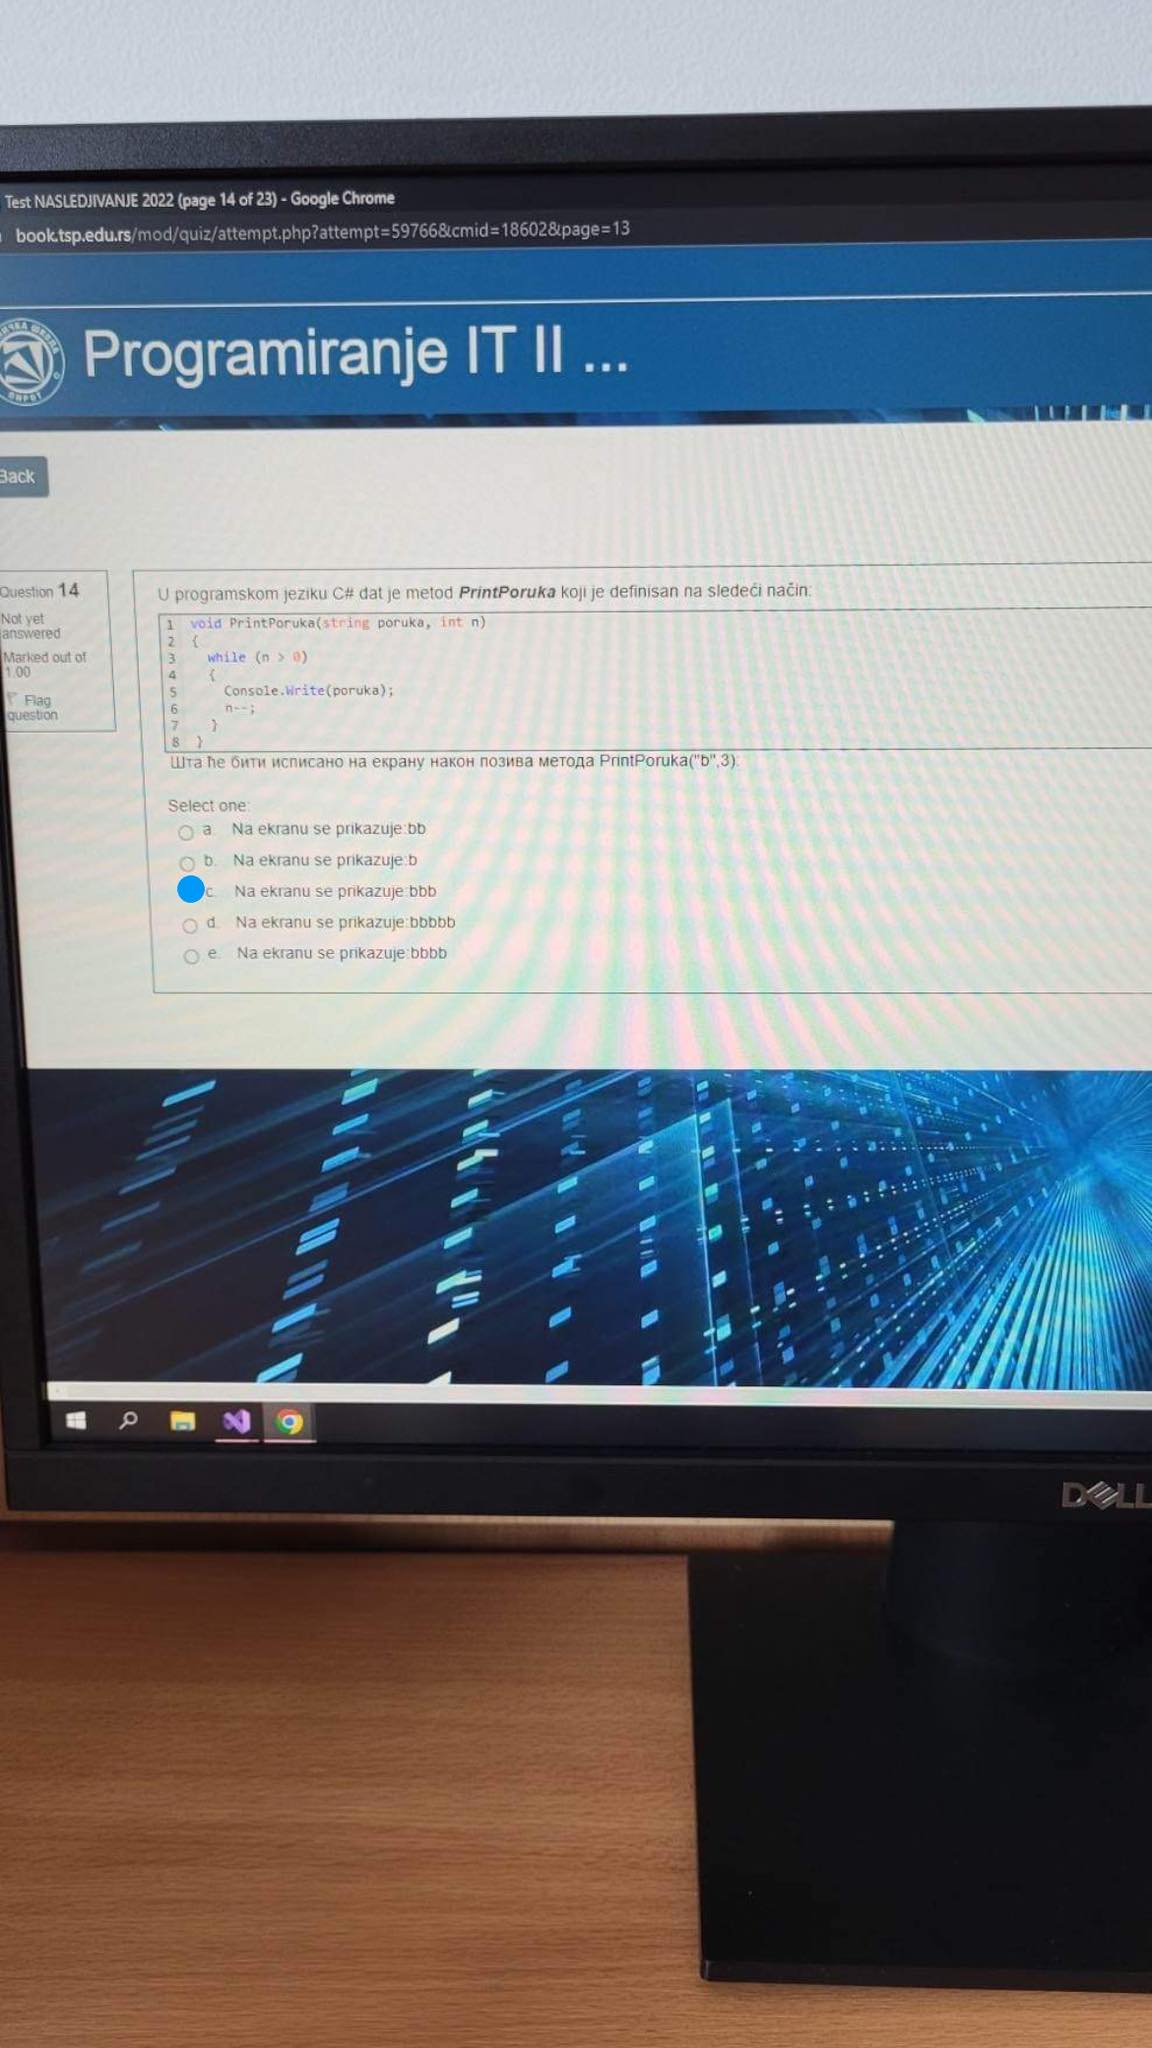 Test NASLEDJIVANJE 2022 (page 14 of 23) - Google Chrome
book.tsp.edu.rs/mod/quiz/attempt.php?attempt=59766&cmid=18602&page=13
Programiranje IT II ...
Back
Question 14
Not yet
answered
Marked out of
1.00
Flag
question
U programskom jeziku C# dat je metod PrintPoruka koji je definisan na sledeći način:
1 void PrintPoruka(string poruka, int n)
2 {
3 while (n > 0)
4 {
5 Console.Write(poruka);
6 n--;
7 }
8 }
Шта ће бити исписано на екрану након позива метода PrintPoruka("b",3):
Select one:
a. Na ekranu se prikazuje:bb
b. Na ekranu se prikazuje:b
c. Na ekranu se prikazuje:bbb
d. Na ekranu se prikazuje:bbbbb
e. Na ekranu se prikazuje:bbbb
DELL